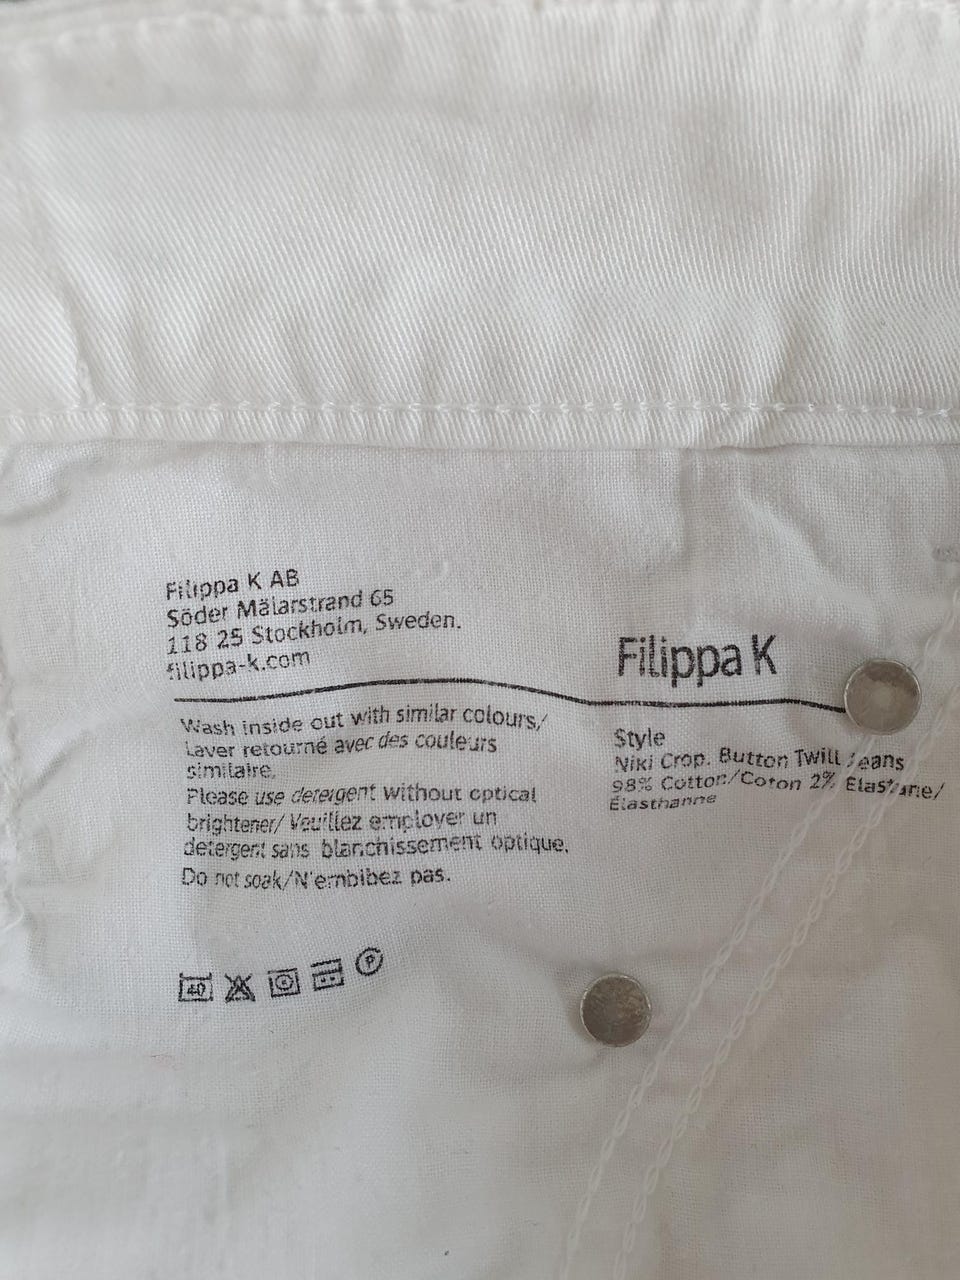 Filippa K AB
Söder Mälarstrand 65
118 25 Stockholm, Sweden.
filippa-k.com
Wash inside out with similar colours/
Laver retourné avec des couleurs
similaire.
Please use detergent without optical
brightener/ Veuillez employer un
detergent sans blanchissement optique.
Do not soak/N'embibez pas.
40
P
Filippa K
Style
Niki Crop. Button Twill Jeans
98% Cotton/Coton 2% Elastane/
Élasthanne